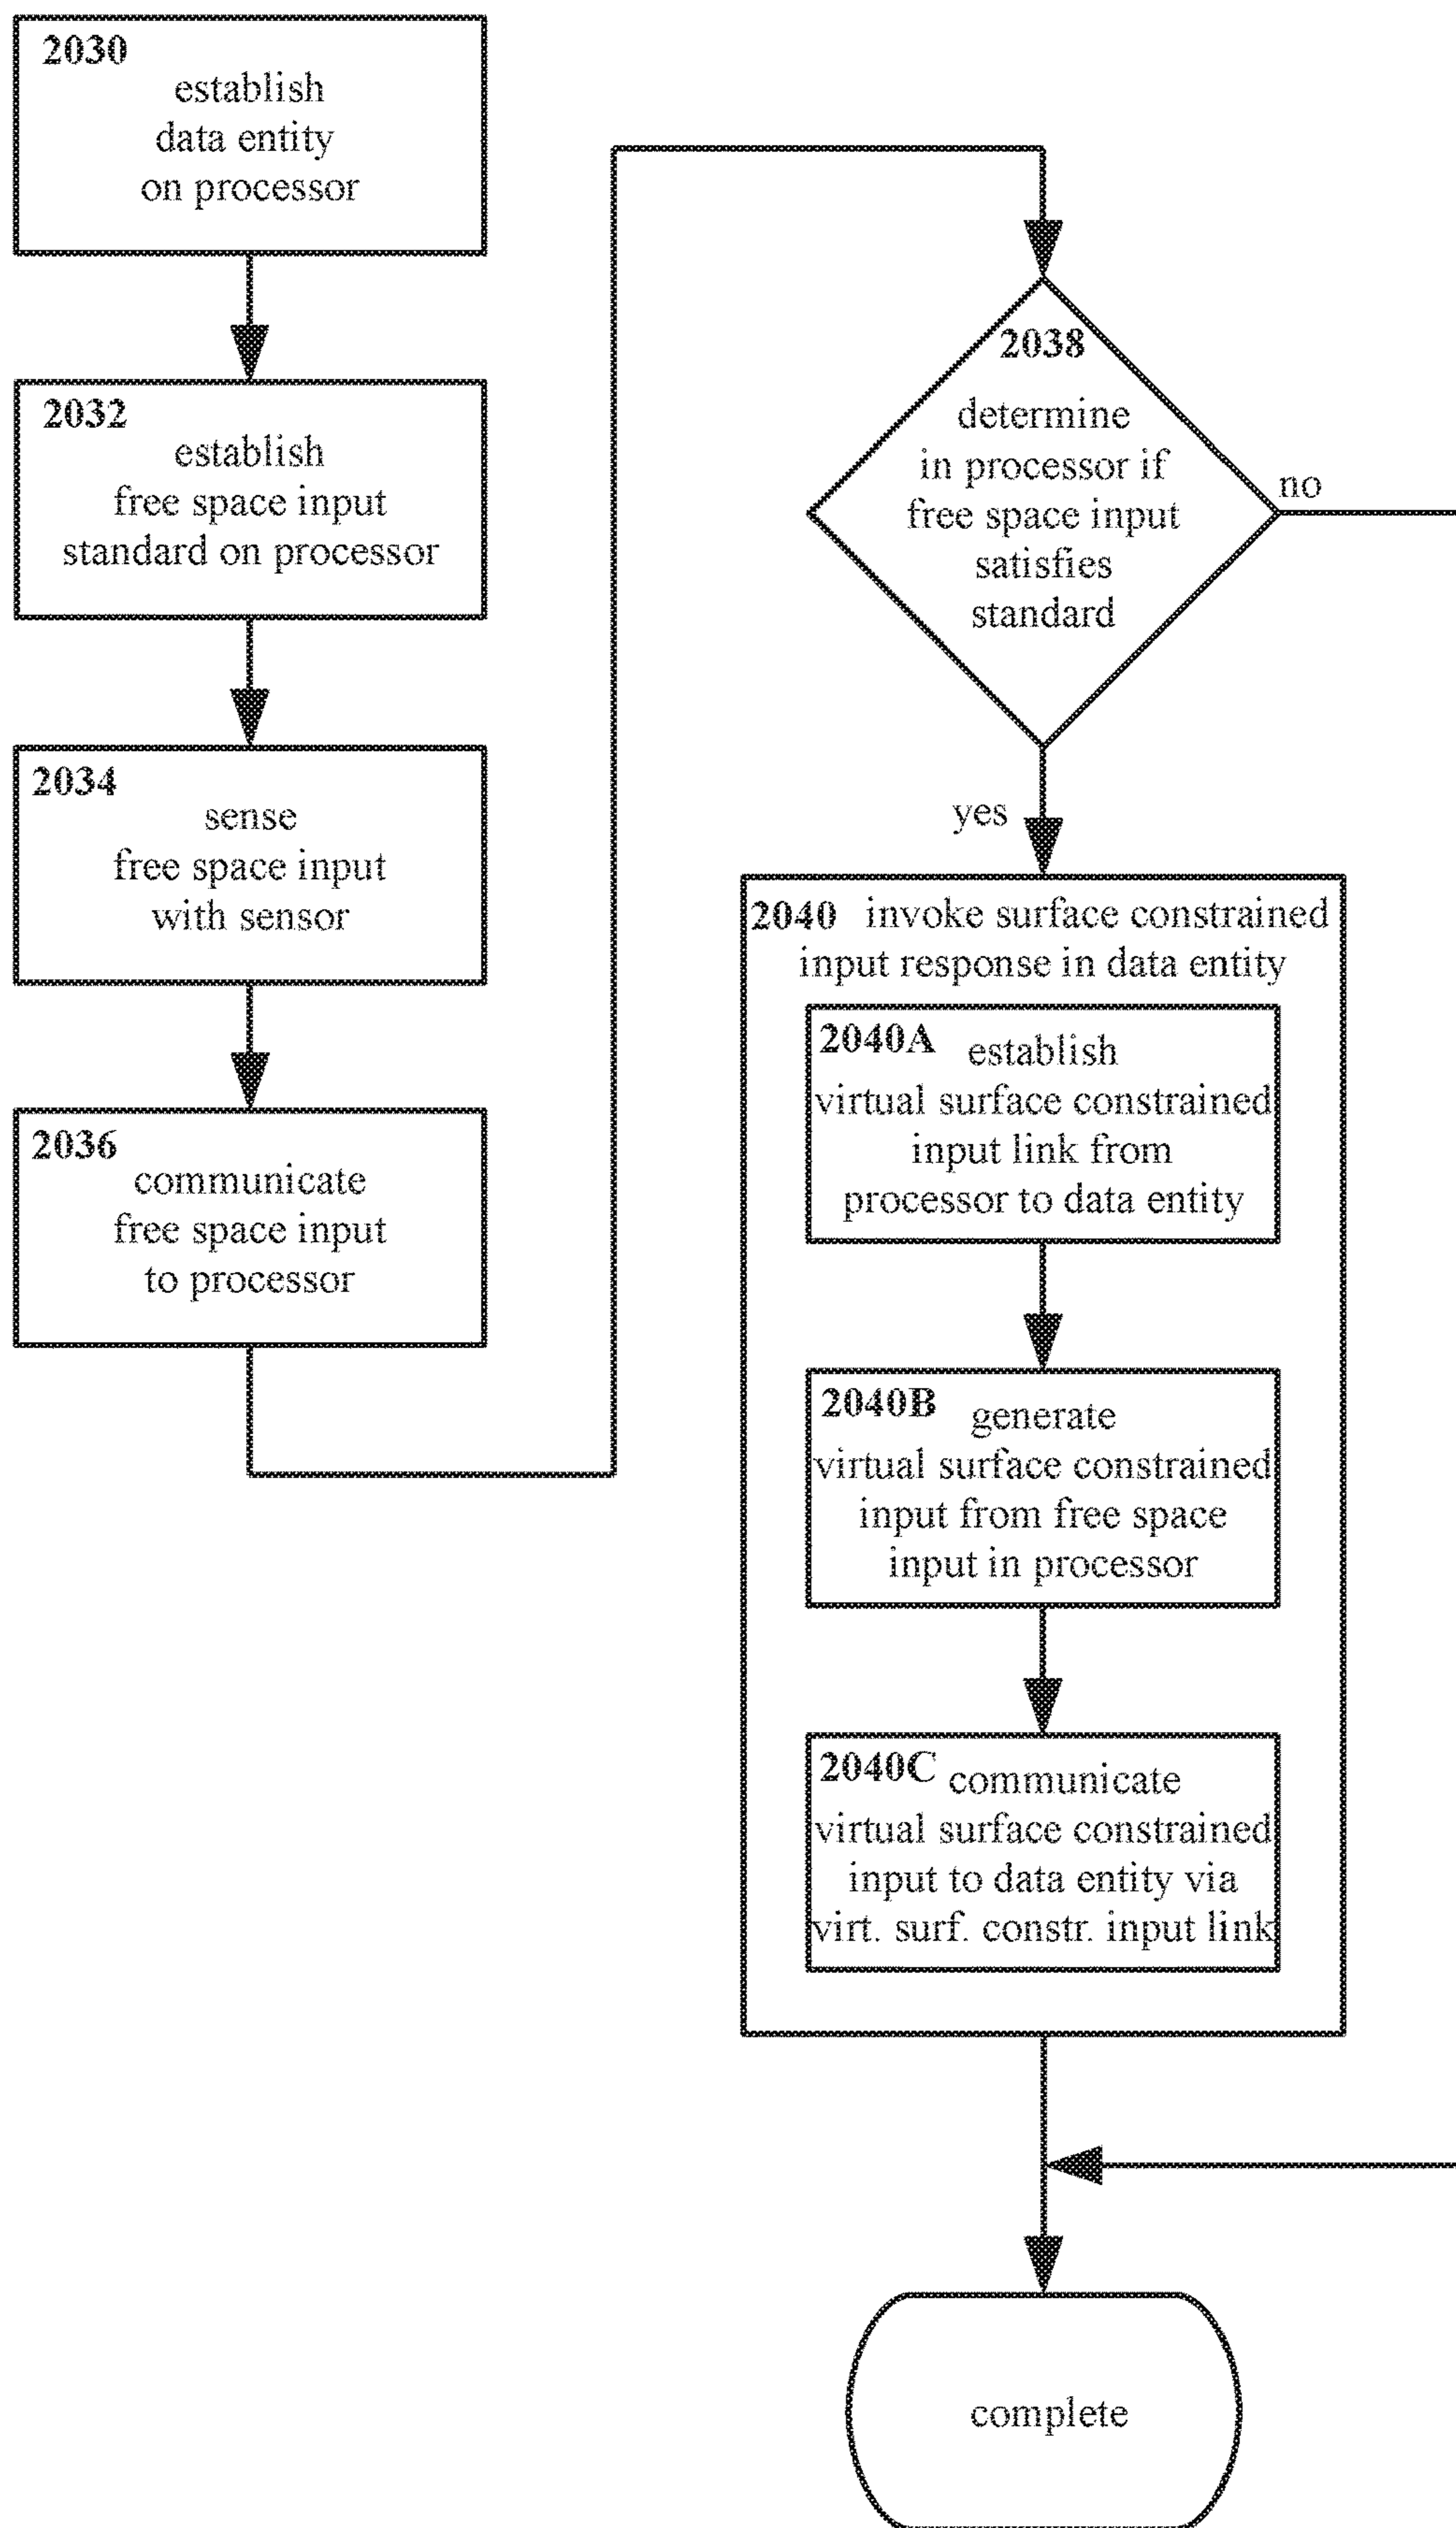 2030
establish
data entity
on processor
2032
establish
free space input
standard on processor
2034
sense
free space input
with sensor
2036
communicate
free space input
to processor
2038
determine
in processor if
free space input
satisfies
standard
no
yes
2040 invoke surface constrained
input response in data entity
2040A establish
virtual surface constrained
input link from
processor to data entity
2040B generate
virtual surface constrained
input from free space
input in processor
2040C communicate
virtual surface constrained
input to data entity via
virt. surf. constr. input link
complete